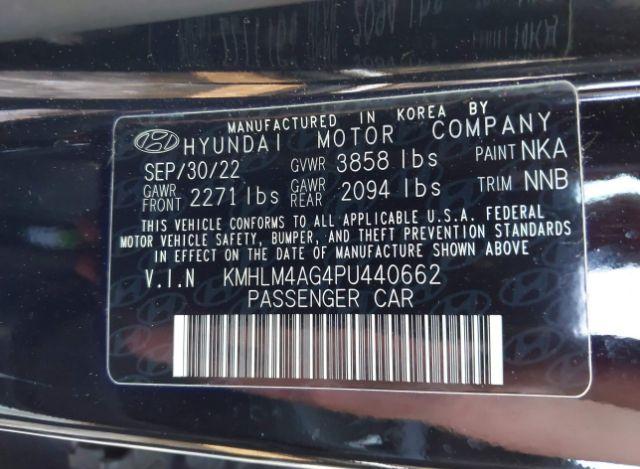 MANUFACTURED IN KOREA BY
HYUNDAI MOTOR COMPANY
SEP/30/22 GVWR 3858 lbs PAINT NKA
GAWR FRONT 2271 lbs GAWR REAR 2094 lbs TRIM NNB
THIS VEHICLE CONFORMS TO ALL APPLICABLE U.S.A. FEDERAL
MOTOR VEHICLE SAFETY, BUMPER, AND THEFT PREVENTION STANDARDS
IN EFFECT ON THE DATE OF MANUFACTURE SHOWN ABOVE
V.I.N KMHLM4AG4PU440662
PASSENGER CAR